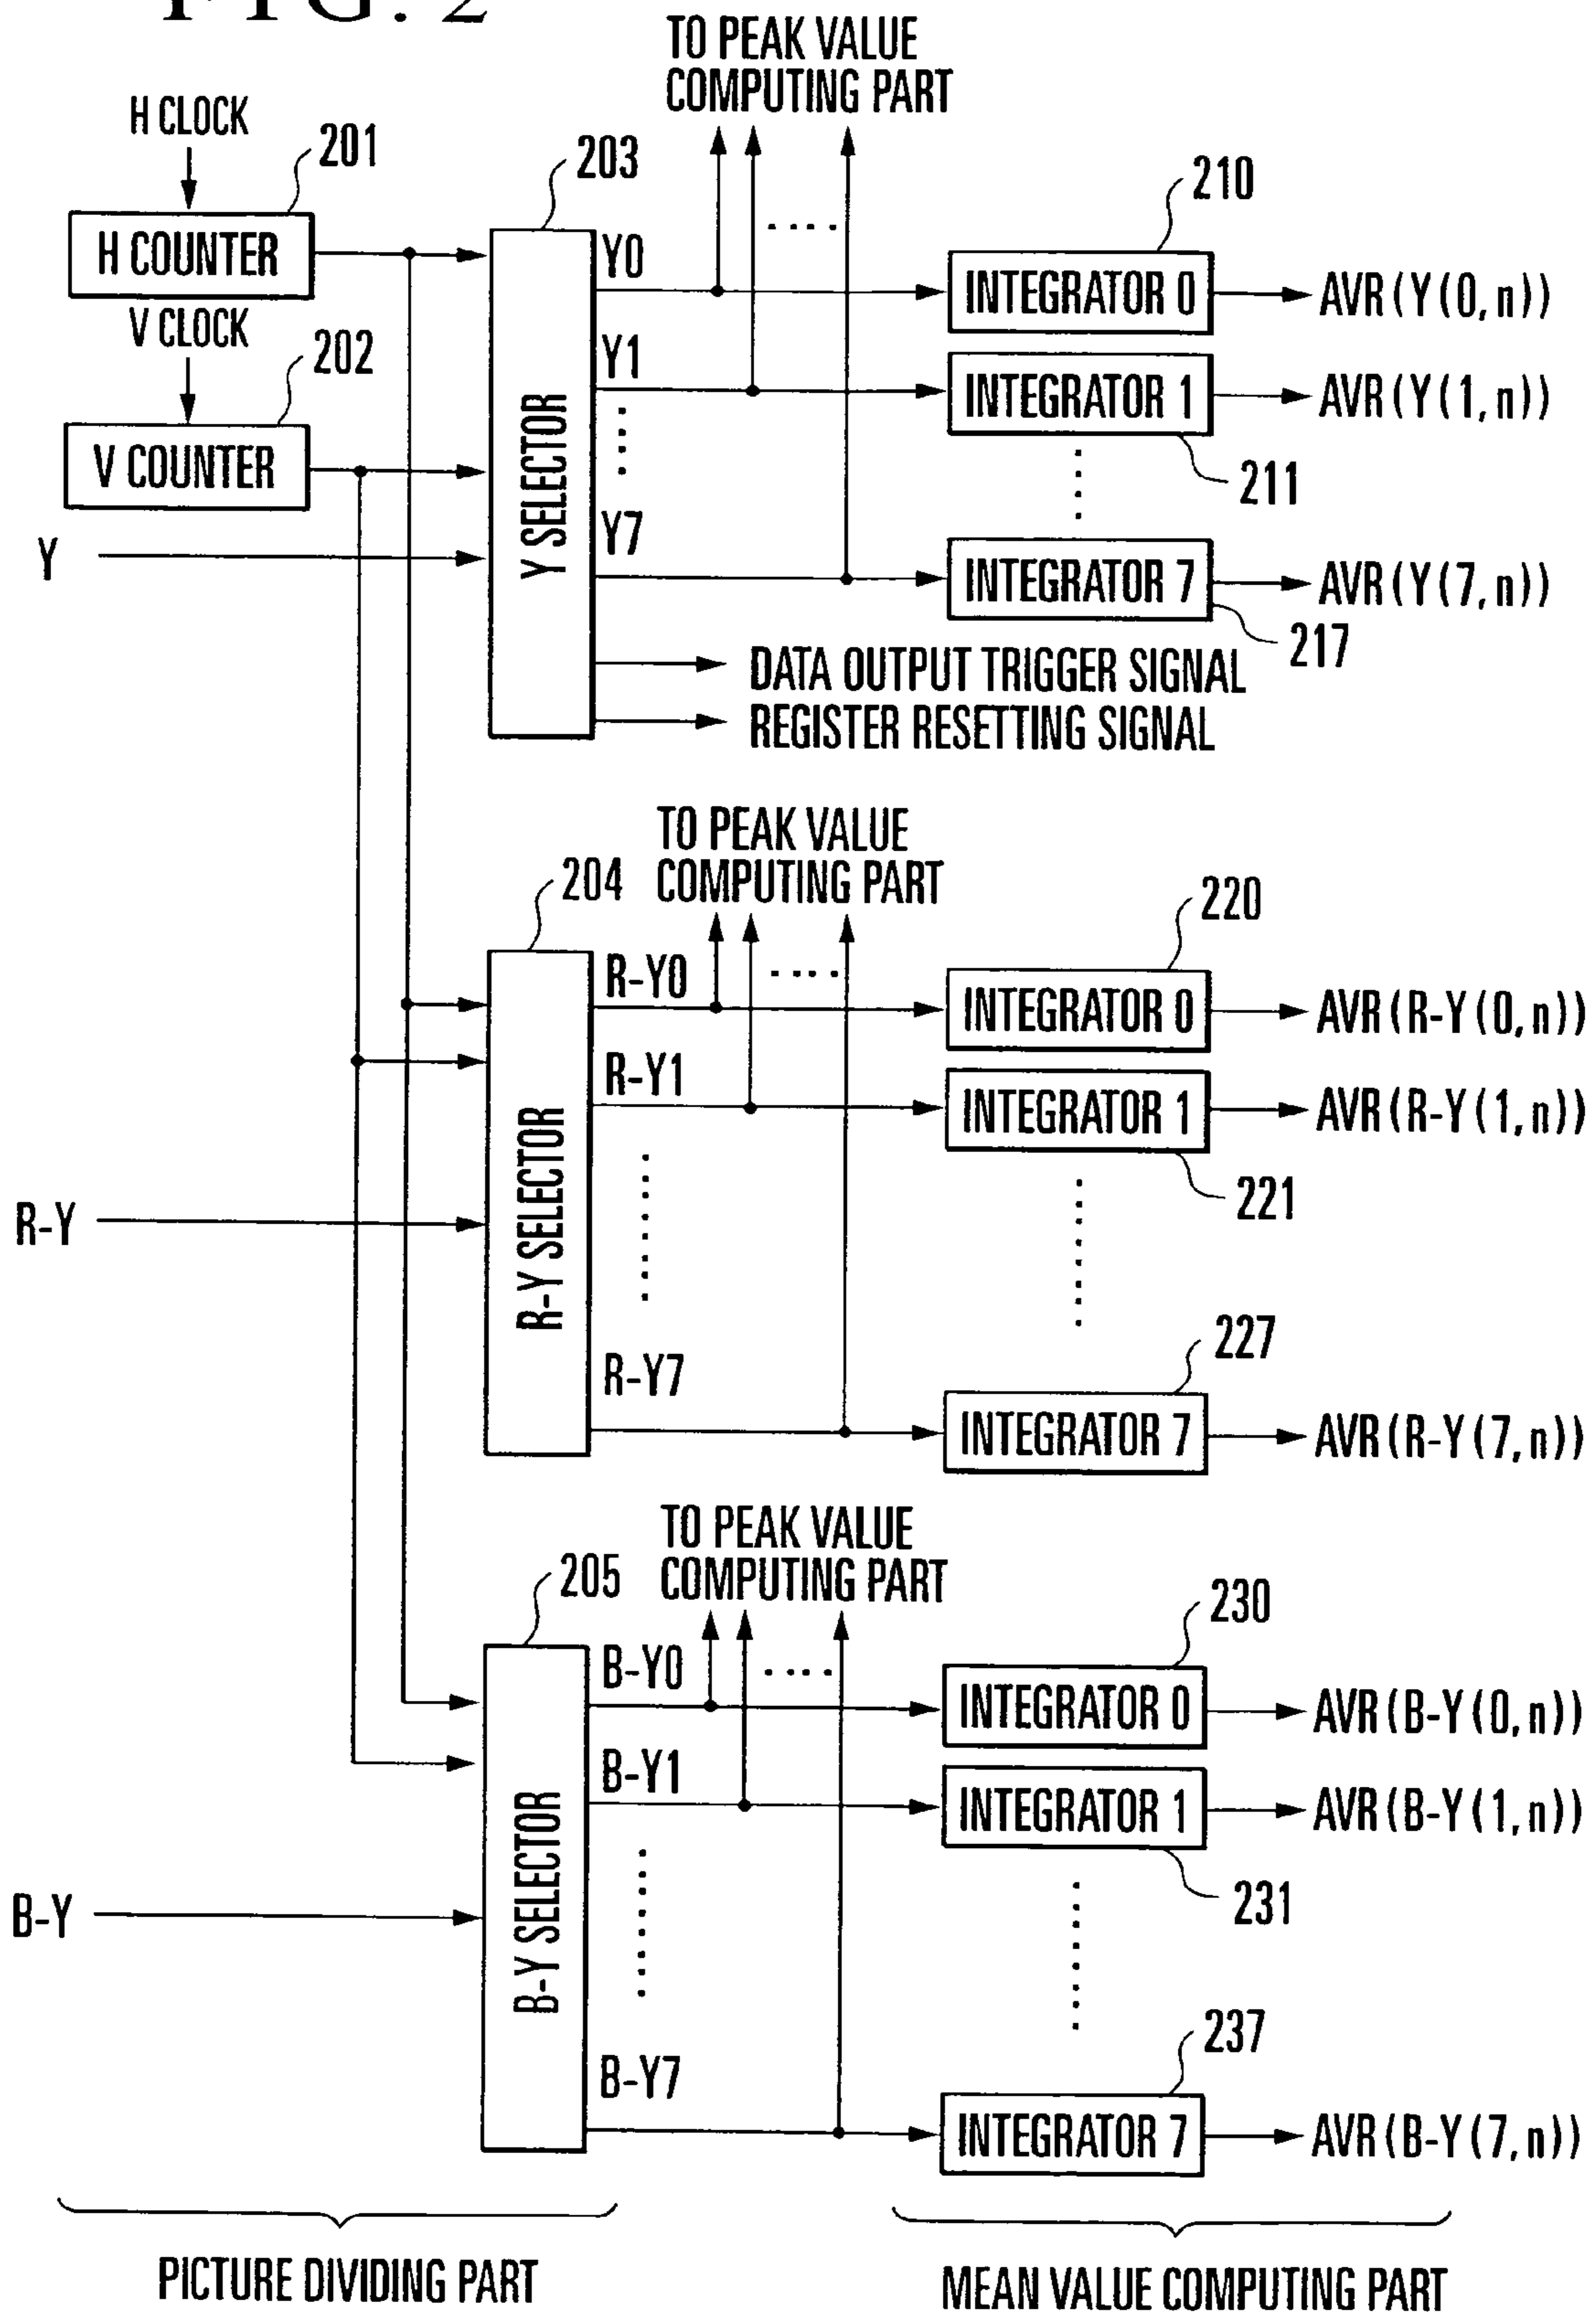 FIG. 2
TO PEAK VALUE
COMPUTING PART
H CLOCK
201
H COUNTER
V CLOCK
202
V COUNTER
Y
203
Y SELECTOR
Y0
Y1
Y7
210
INTEGRATOR 0
AVR(Y(0,n))
INTEGRATOR 1
AVR(Y(1,n))
211
INTEGRATOR 7
AVR(Y(7,n))
217
DATA OUTPUT TRIGGER SIGNAL
REGISTER RESETTING SIGNAL
TO PEAK VALUE
COMPUTING PART
204
R-Y
R-Y SELECTOR
R-Y0
R-Y1
R-Y7
220
INTEGRATOR 0
AVR(R-Y(0,n))
INTEGRATOR 1
AVR(R-Y(1,n))
221
227
INTEGRATOR 7
AVR(R-Y(7,n))
TO PEAK VALUE
COMPUTING PART
205
B-Y
B-Y SELECTOR
B-Y0
B-Y1
B-Y7
230
INTEGRATOR 0
AVR(B-Y(0,n))
INTEGRATOR 1
AVR(B-Y(1,n))
231
237
INTEGRATOR 7
AVR(B-Y(7,n))
PICTURE DIVIDING PART
MEAN VALUE COMPUTING PART